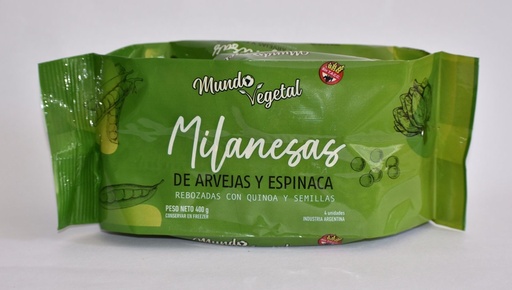 Mundo
Vegetal
Milanesas
DE ARVEJAS Y ESPINACA
REBOZADAS CON QUINOA Y SEMILLAS
PESO NETO 400 g
CONSERVAR EN FREEZER
4 unidades
INDUSTRIA ARGENTINA